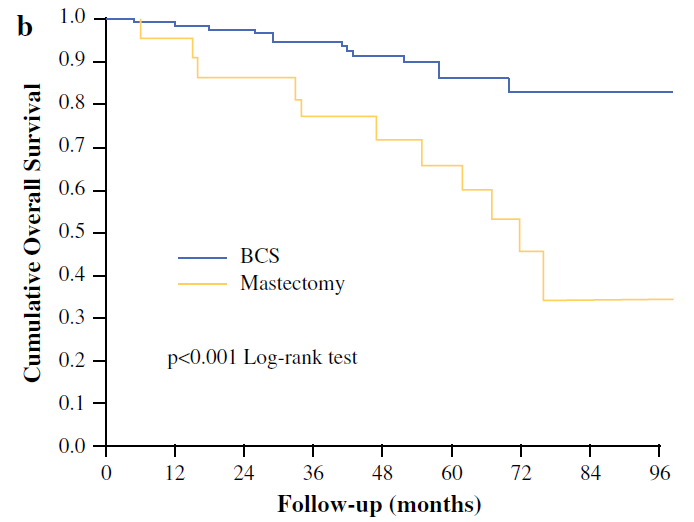 b
Cumulative Overall Survival
1.0
0.9
0.8
0.7
0.6
0.5
0.4
0.3
0.2
0.1
0.0
BCS
Mastectomy
p<0.001 Log-rank test
0 12 24 36 48 60 72 84 96
Follow-up (months)